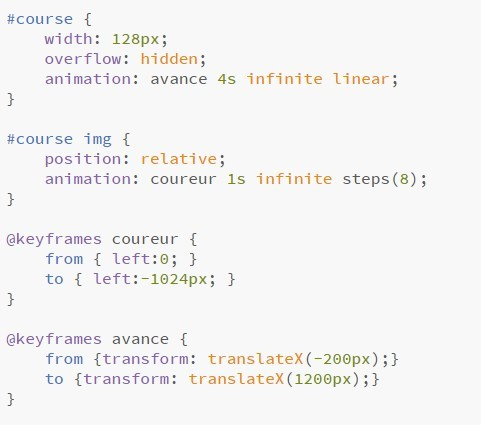 #course {
    width: 128px;
    overflow: hidden;
    animation: avance 4s infinite linear;
}

#course img {
    position: relative;
    animation: coureur 1s infinite steps(8);
}

@keyframes coureur {
    from { left:0; }
    to { left:-1024px; }
}

@keyframes avance {
    from {transform: translateX(-200px);}
    to {transform: translateX(1200px);}
}